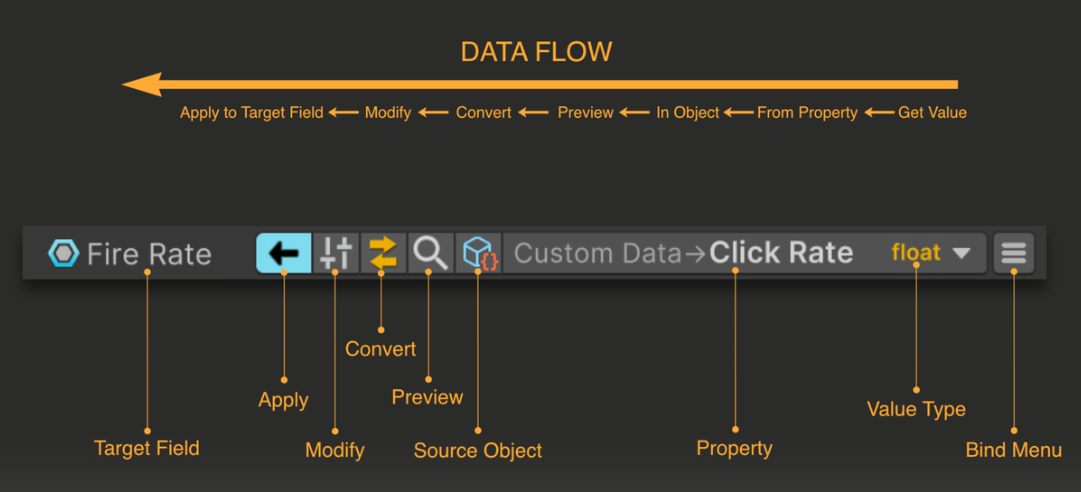 DATA FLOW
Apply to Target Field Modify Convert Preview In Object From Property Get Value
Fire Rate Custom Data→Click Rate float
Convert
Apply Preview Value Type
Target Field Modify Source Object Property Bind Menu